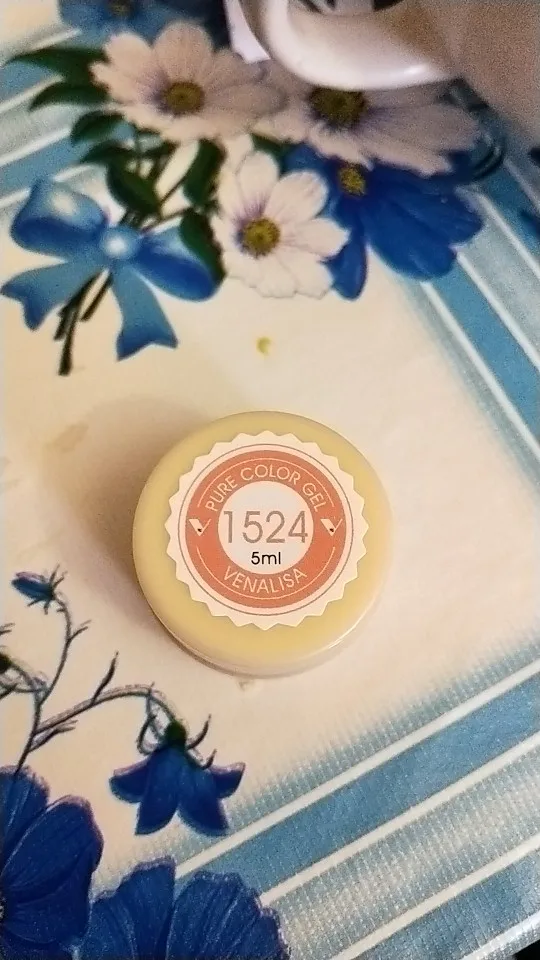 PURE COLOR GEL
1524
5ml
VENALISA